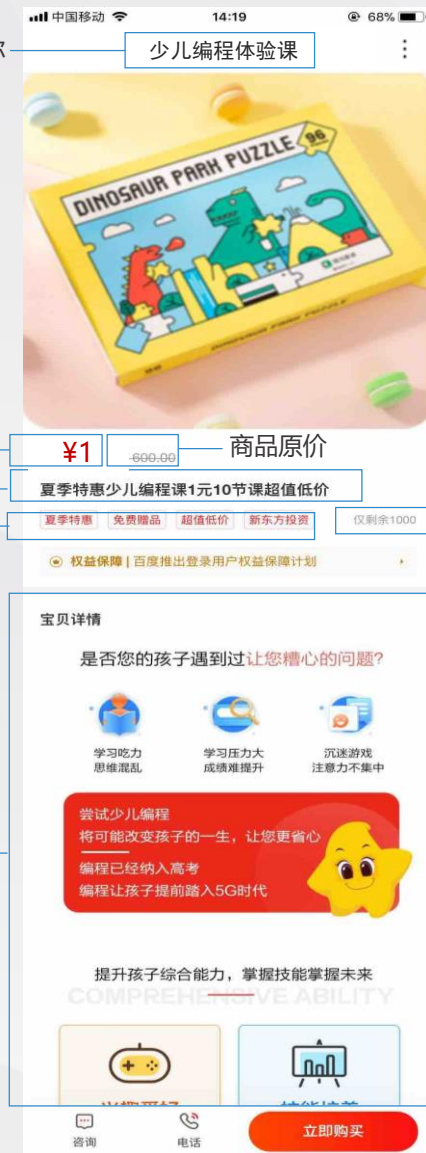 中国移动 14:19 68%
少儿编程体验课
DINOSAUR PARK PUZZLE 96
¥1 600.00 商品原价
夏季特惠少儿编程课1元10节课超值低价
夏季特惠 免费赠品 超值低价 新东方投资 仅剩余1000
权益保障 | 百度推出登录用户权益保障计划
宝贝详情
是否您的孩子遇到过让您糟心的问题?
学习吃力 学习压力大 沉迷游戏
思维混乱 成绩难提升 注意力不集中
尝试少儿编程
将可能改变孩子的一生，让您更省心
编程已经纳入高考
编程让孩子提前踏入5G时代
提升孩子综合能力，掌握技能掌握未来
COMPREHENSIVE ABILITY
咨询 电话 立即购买